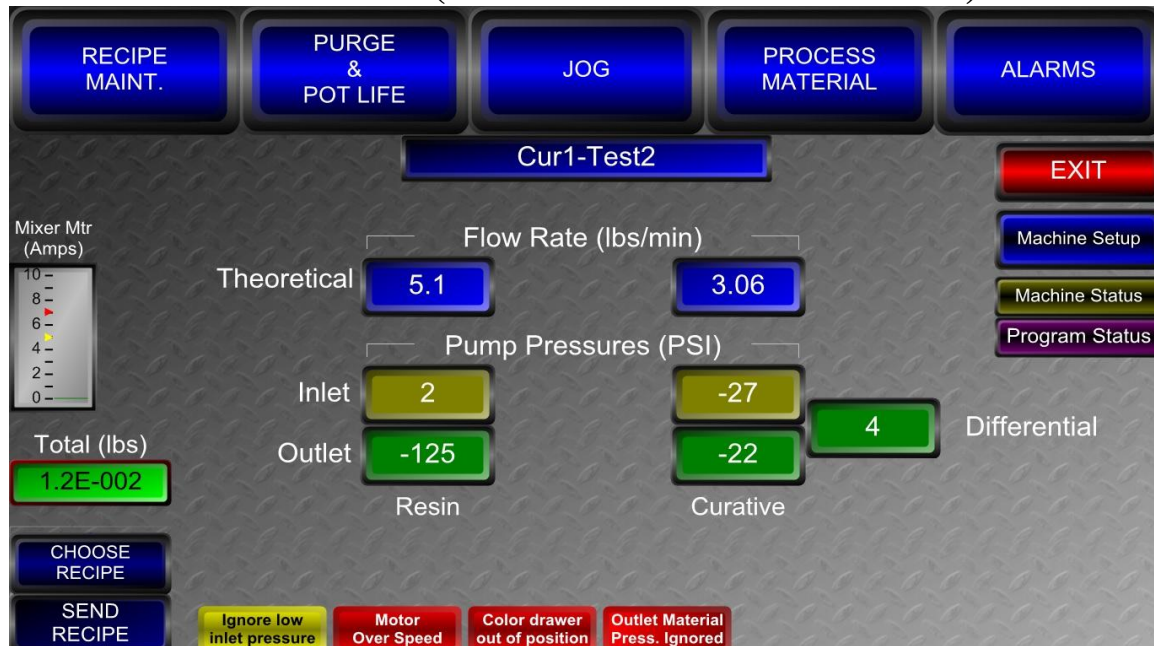 RECIPE
MAINT.
PURGE
&
POT LIFE
JOG
PROCESS
MATERIAL
ALARMS
Cur1-Test2
EXIT
Machine Setup
Machine Status
Program Status
Mixer Mtr
(Amps)
10
8
6
4
2
0
Flow Rate (lbs/min)
Theoretical 5.1 3.06
Pump Pressures (PSI)
Inlet 2 -27
4 Differential
Outlet -125 -22
Resin Curative
Total (lbs)
1.2E-002
CHOOSE
RECIPE
SEND
RECIPE
Ignore low
inlet pressure
Motor
Over Speed
Color drawer
out of position
Outlet Material
Press. Ignored